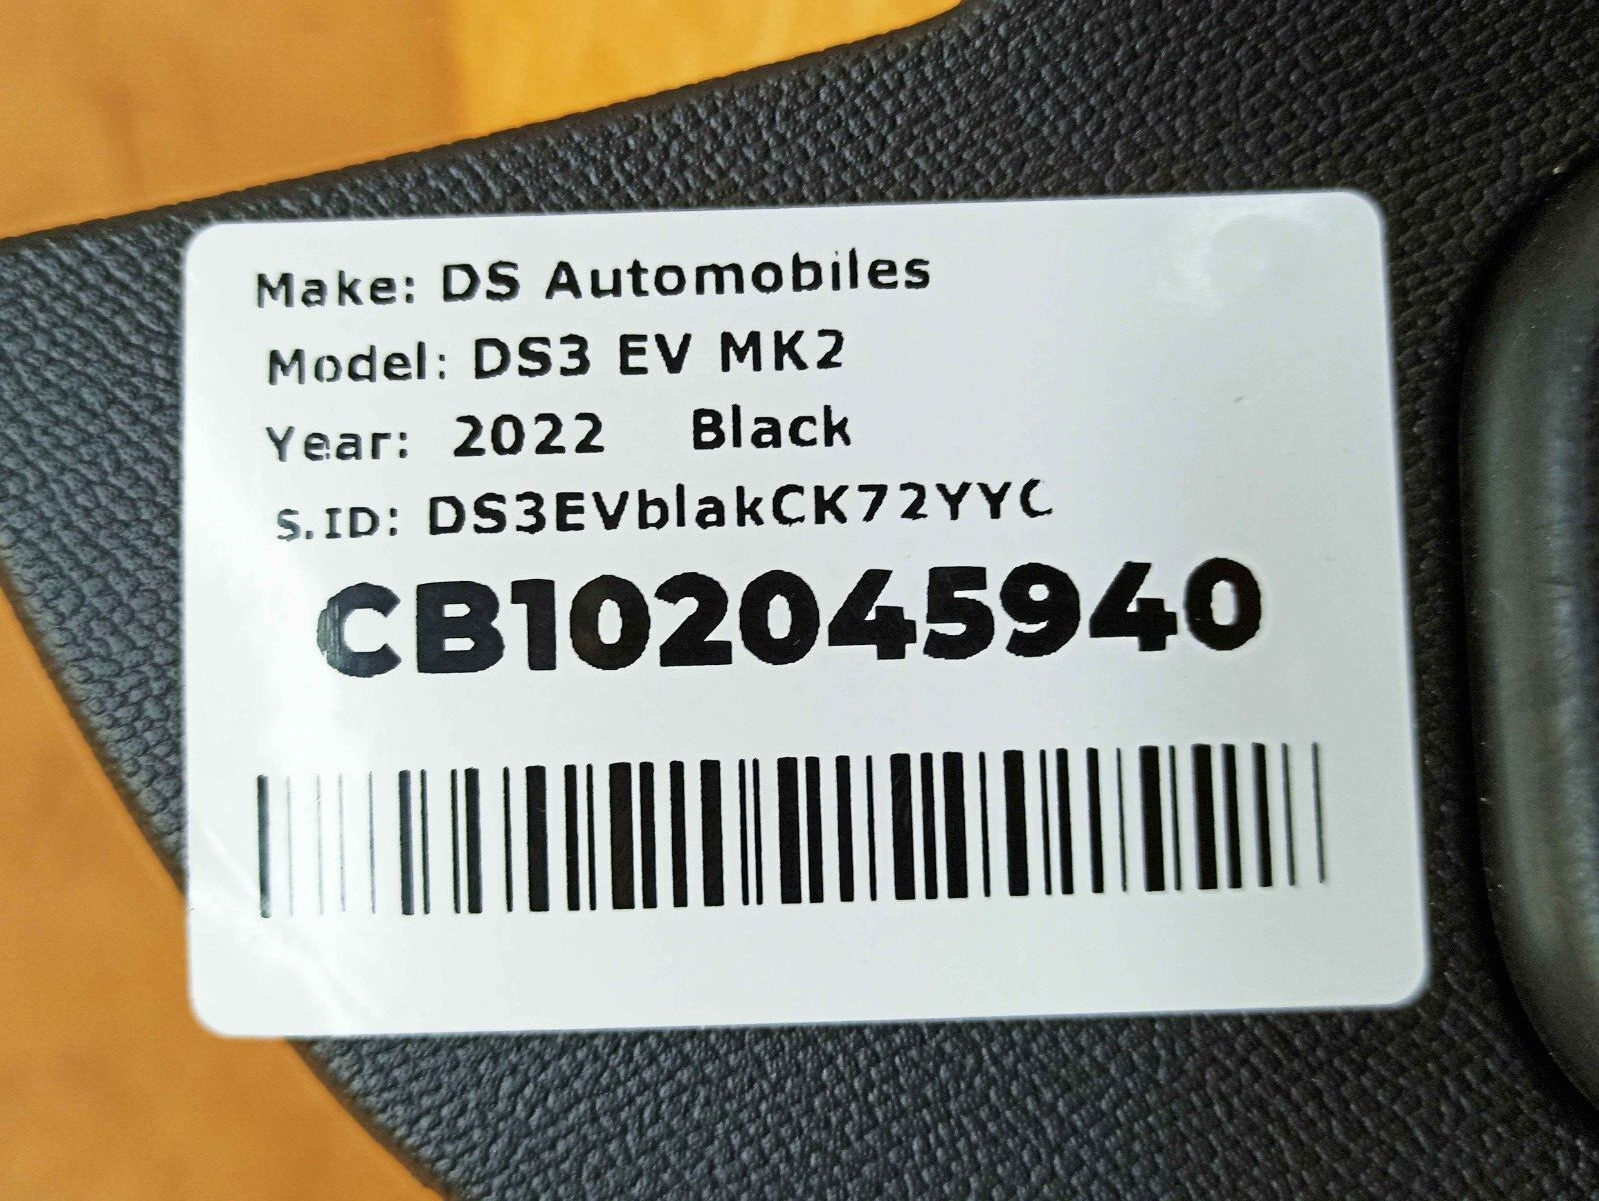 Make: DS Automobiles
Model: DS3 EV MK2
Year: 2022 Black
S.ID: DS3EVblakCK72YYC
CB102045940